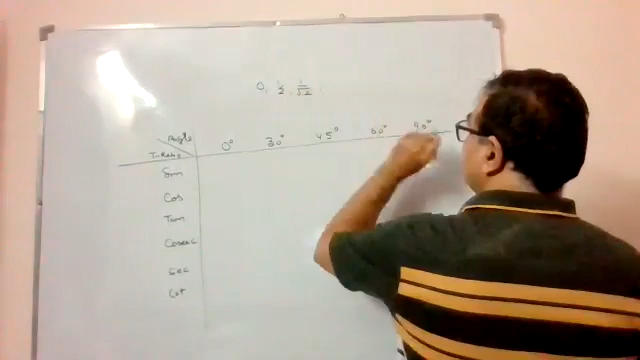 0, 1/2, 1/√2,
Angle 0° 30° 45° 60° 90°
T-Ratio
Sin
Cos
Tan
Cosec
Sec
Cot